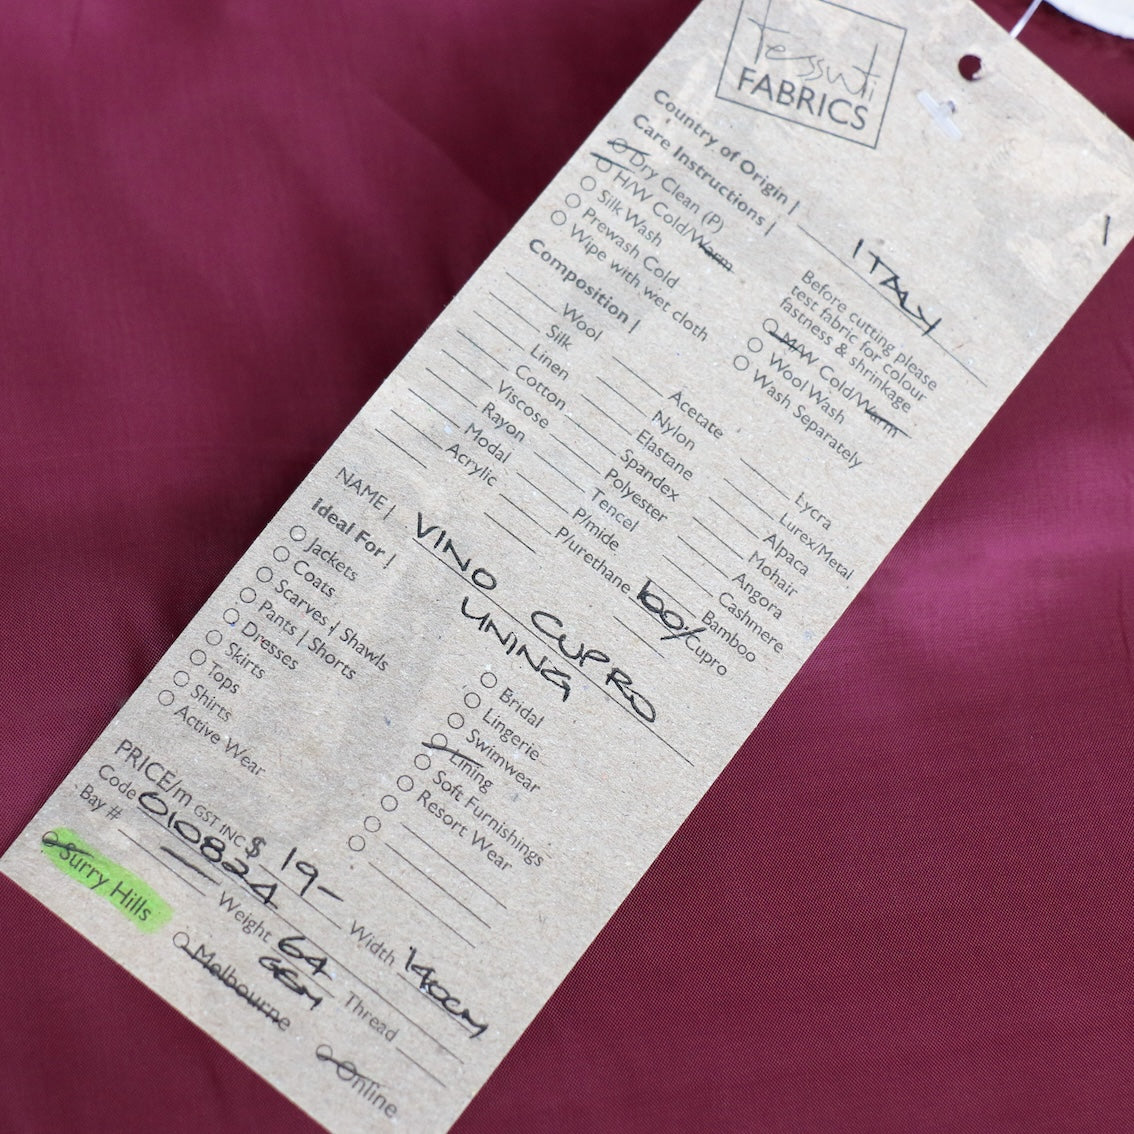 Tessuti
FABRICS
Country of Origin | ITALY
Care Instructions |
Dry Clean (P)
H/W Cold/Warm
Silk Wash
Prewash Cold
Wipe with wet cloth
Before cutting please
test fabric for colour
fastness & shrinkage
M/W Cold/Warm
Wool Wash
Wash Separately
Composition |
Wool
Silk
Linen
Cotton
Viscose
Rayon
Modal
Acrylic
Acetate
Nylon
Elastane
Spandex
Polyester
Tencel
P/mide
P/urethane
Lycra
Lurex/Metal
Alpaca
Mohair
Angora
Cashmere
Bamboo
100% Cupro
NAME | VINO CUPRO
LINING
Ideal For |
Jackets
Coats
Scarves | Shawls
Pants | Shorts
Dresses
Skirts
Tops
Shirts
Active Wear
Bridal
Lingerie
Swimwear
Lining
Soft Furnishings
Resort Wear
PRICE/m GST INC $ 19- Width 140cm
Code 010824 Weight 64 GSM Thread
Bay #
Surry Hills
Melbourne
Online